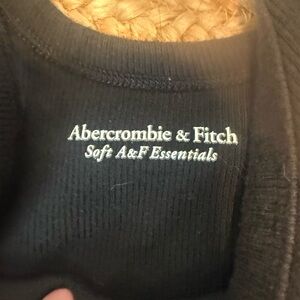 Abercrombie & Fitch
Soft A&F Essentials